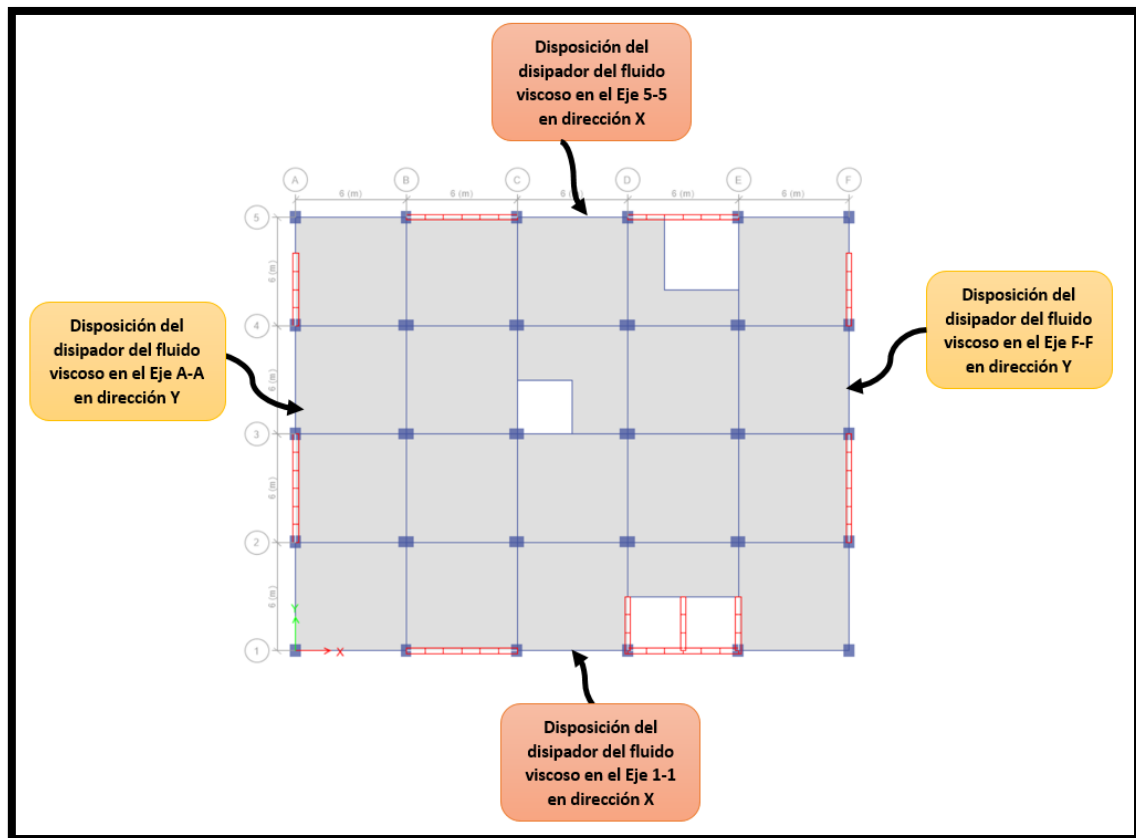 Disposición del
disipador del fluido
viscoso en el Eje 5-5
en dirección X
A
B
C
D
E
F
6 (m)
6 (m)
6 (m)
6 (m)
6 (m)
5
4
3
2
1
6 (m)
6 (m)
6 (m)
6 (m)
Disposición del
disipador del fluido
viscoso en el Eje A-A
en dirección Y
Disposición del
disipador del fluido
viscoso en el Eje F-F
en dirección Y
Y
X
Disposición del
disipador del fluido
viscoso en el Eje 1-1
en dirección X